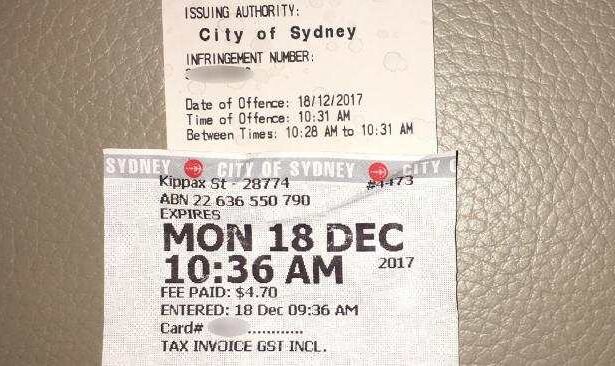 ISSUING AUTHORITY:
City of Sydney
INFRINGEMENT NUMBER:
Date of Offence: 18/12/2017
Time of Offence: 10:31 AM
Between Times: 10:28 AM to 10:31 AM
SYDNEY CITY OF SYDNEY CITY
Kippax St - 28774 #1473
ABN 22 636 550 790
EXPIRES
MON 18 DEC
10:36 AM 2017
FEE PAID: $4.70
ENTERED: 18 Dec 09:36 AM
Card# ............
TAX INVOICE GST INCL.